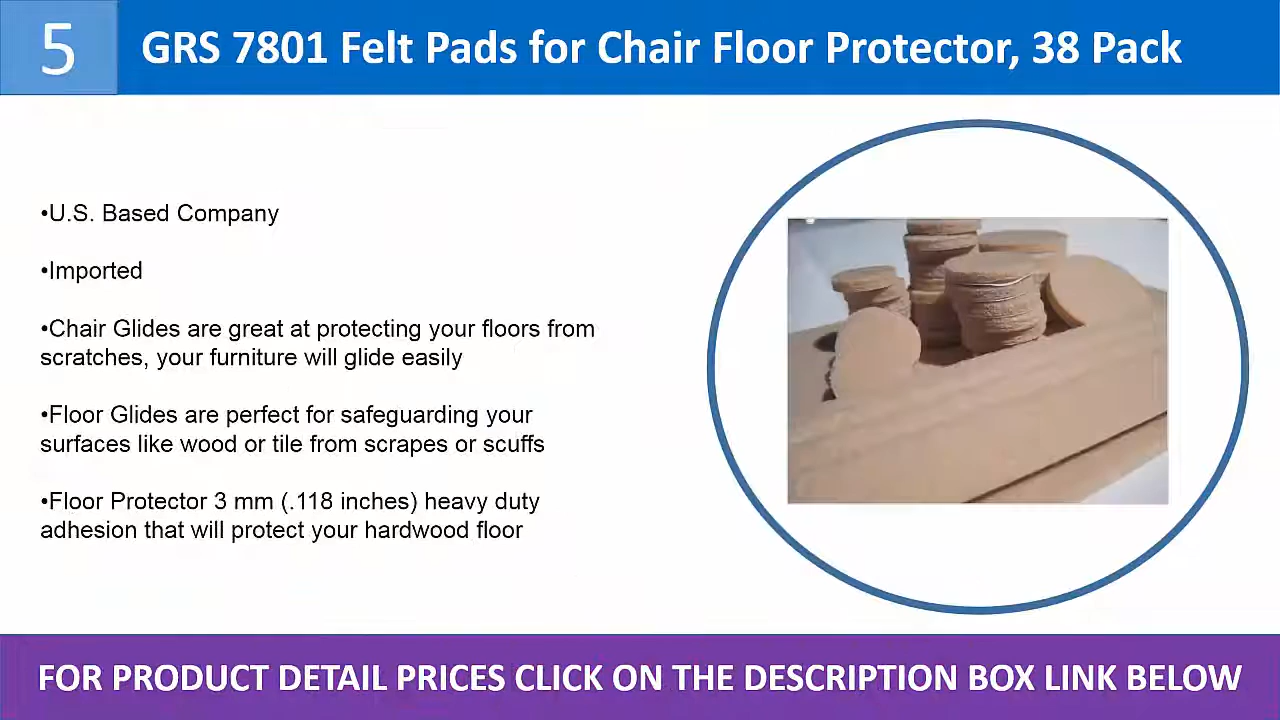 5
GRS 7801 Felt Pads for Chair Floor Protector, 38 Pack
•U.S. Based Company
•Imported
•Chair Glides are great at protecting your floors from
scratches, your furniture will glide easily
•Floor Glides are perfect for safeguarding your
surfaces like wood or tile from scrapes or scuffs
•Floor Protector 3 mm (.118 inches) heavy duty
adhesion that will protect your hardwood floor
FOR PRODUCT DETAIL PRICES CLICK ON THE DESCRIPTION BOX LINK BELOW